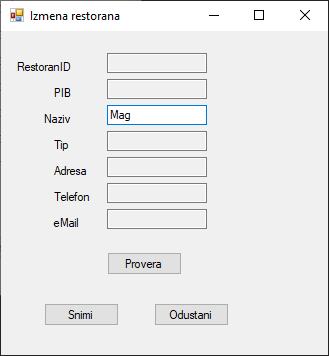 Izmena restorana
RestoranID
PIB
Naziv Mag
Tip
Adresa
Telefon
eMail
Provera
Snimi Odustani